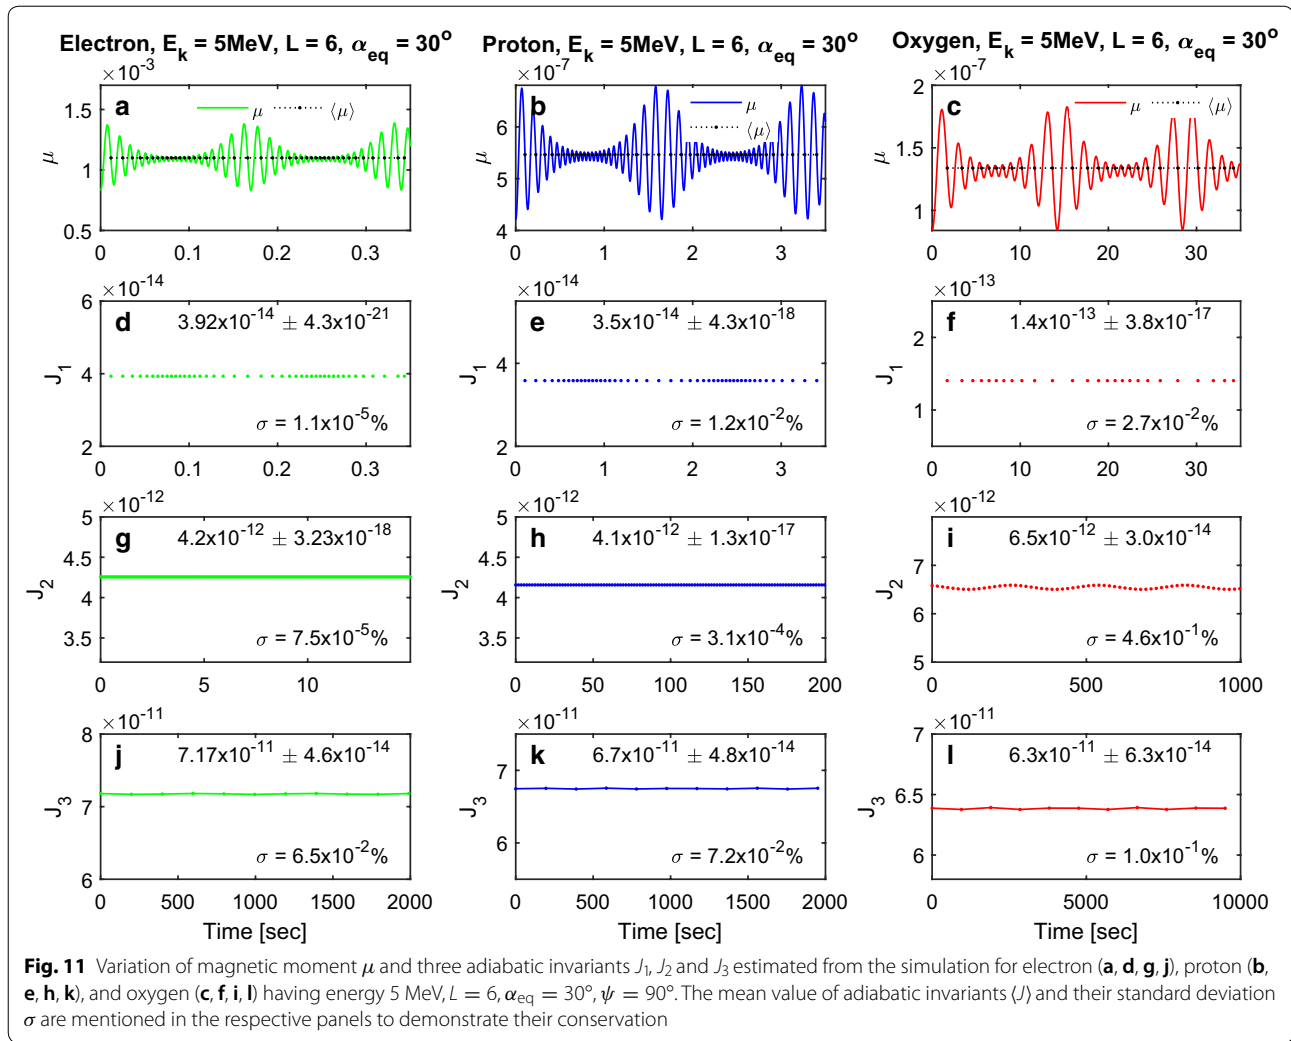 Electron, E_k = 5MeV, L = 6, α_eq = 30°
Proton, E_k = 5MeV, L = 6, α_eq = 30°
Oxygen, E_k = 5MeV, L = 6, α_eq = 30°
×10^-3
1.5
1
0.5
μ
a
μ
⟨μ⟩
0 0.1 0.2 0.3
×10^-7
6
5
4
μ
b
μ
⟨μ⟩
0 1 2 3
×10^-7
2
1.5
1
μ
c
μ
⟨μ⟩
0 10 20 30
×10^-14
6
4
2
J_1
d
3.92x10^-14 ± 4.3x10^-21
σ = 1.1x10^-5%
0 0.1 0.2 0.3
×10^-14
4
2
J_1
e
3.5x10^-14 ± 4.3x10^-18
σ = 1.2x10^-2%
0 1 2 3
×10^-13
2
1
J_1
f
1.4x10^-13 ± 3.8x10^-17
σ = 2.7x10^-2%
0 10 20 30
×10^-12
5
4.5
4
3.5
J_2
g
4.2x10^-12 ± 3.23x10^-18
σ = 7.5x10^-5%
0 5 10
×10^-12
5
4.5
4
3.5
J_2
h
4.1x10^-12 ± 1.3x10^-17
σ = 3.1x10^-4%
0 50 100 150 200
×10^-12
7
6
5
J_2
i
6.5x10^-12 ± 3.0x10^-14
σ = 4.6x10^-1%
0 500 1000
×10^-11
8
7
6
J_3
j
7.17x10^-11 ± 4.6x10^-14
σ = 6.5x10^-2%
0 500 1000 1500 2000
Time [sec]
×10^-11
7
6
J_3
k
6.7x10^-11 ± 4.8x10^-14
σ = 7.2x10^-2%
0 500 1000 1500 2000
Time [sec]
×10^-11
7
6.5
6
J_3
l
6.3x10^-11 ± 6.3x10^-14
σ = 1.0x10^-1%
0 5000 10000
Time [sec]
Fig. 11 Variation of magnetic moment μ and three adiabatic invariants J_1, J_2 and J_3 estimated from the simulation for electron (a, d, g, j), proton (b,
e, h, k), and oxygen (c, f, i, l) having energy 5 MeV, L = 6, α_eq = 30°, ψ = 90°. The mean value of adiabatic invariants ⟨J⟩ and their standard deviation
σ are mentioned in the respective panels to demonstrate their conservation